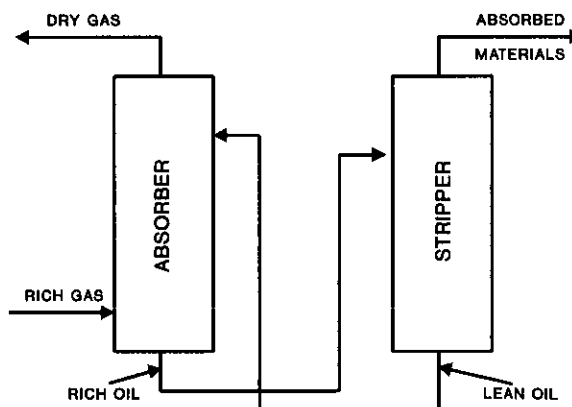 DRY GAS
ABSORBED
MATERIALS
ABSORBER
STRIPPER
RICH GAS
RICH OIL
LEAN OIL